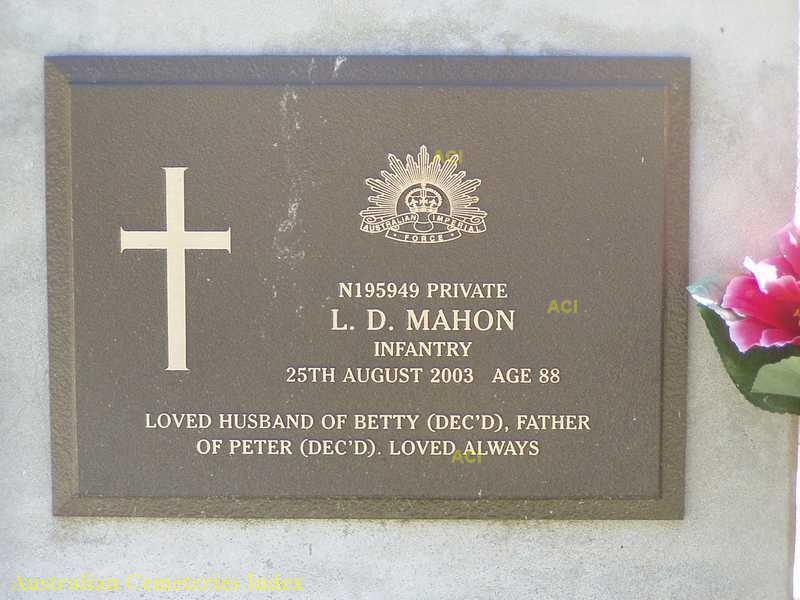 ACI
AUSTRALIAN IMPERIAL
FORCE
N195949 PRIVATE
L. D. MAHON
ACI
INFANTRY
25TH AUGUST 2003 AGE 88
LOVED HUSBAND OF BETTY (DEC'D), FATHER
OF PETER (DEC'D). LOVED ALWAYS
ACI
Australian Cemeteries Index